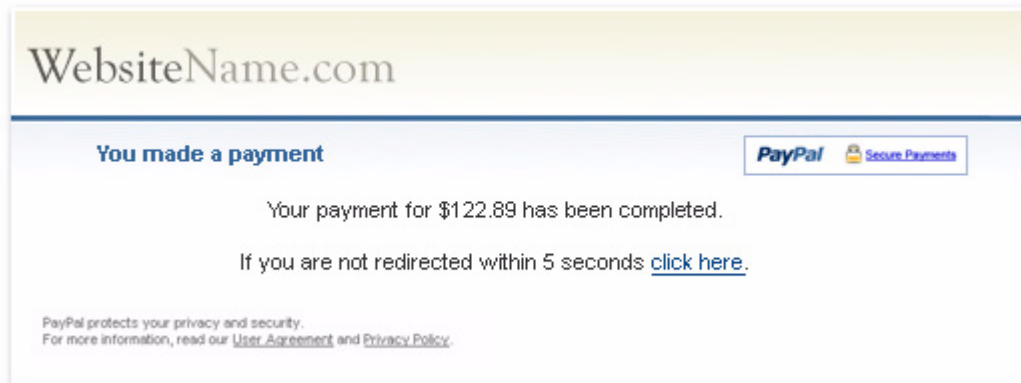 WebsiteName.com
You made a payment
PayPal Secure Payments
Your payment for $122.89 has been completed.
If you are not redirected within 5 seconds click here.
PayPal protects your privacy and security.
For more information, read our User Agreement and Privacy Policy.